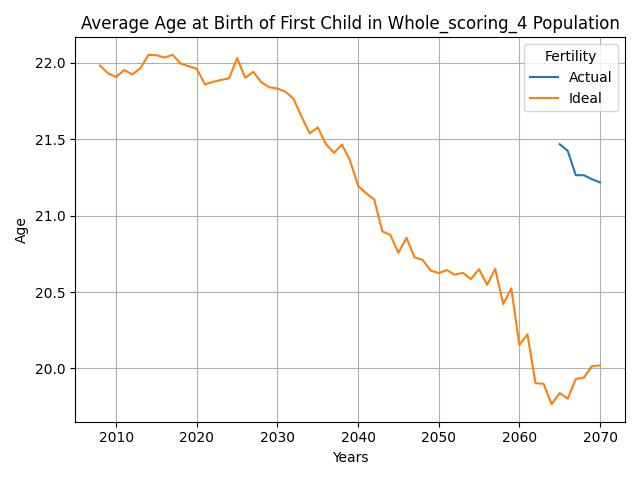 Average Age at Birth of First Child in Whole_scoring_4 Population
Fertility
Actual
Ideal
Age
22.0
21.5
21.0
20.5
20.0
2010 2020 2030 2040 2050 2060 2070
Years